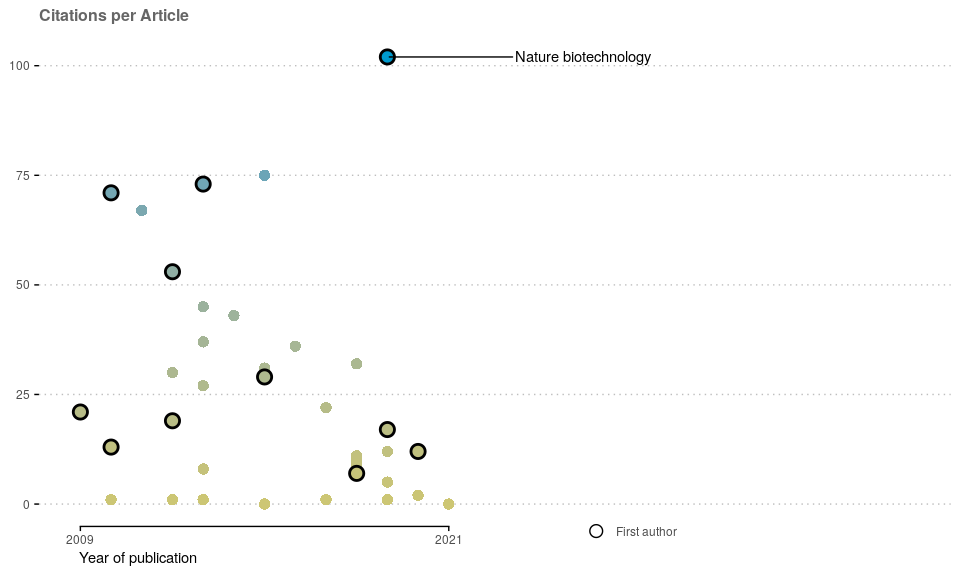 Citations per Article
100
Nature biotechnology
75
50
25
0
2009
2021
First author
Year of publication